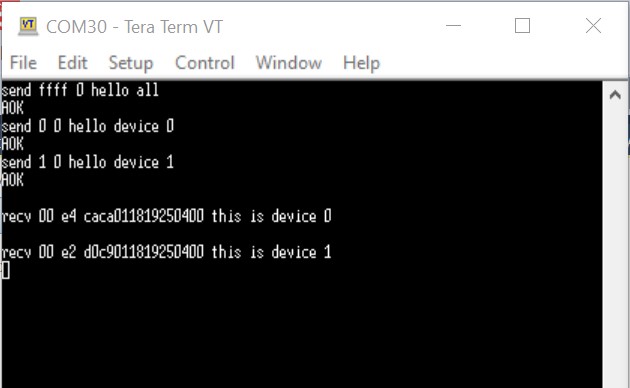 VT
COM30 - Tera Term VT
File Edit Setup Control Window Help
send ffff 0 hello all
AOK
send 0 0 hello device 0
AOK
send 1 0 hello device 1
AOK
recv 00 e4 caca011819250400 this is device 0
recv 00 e2 d0c9011819250400 this is device 1